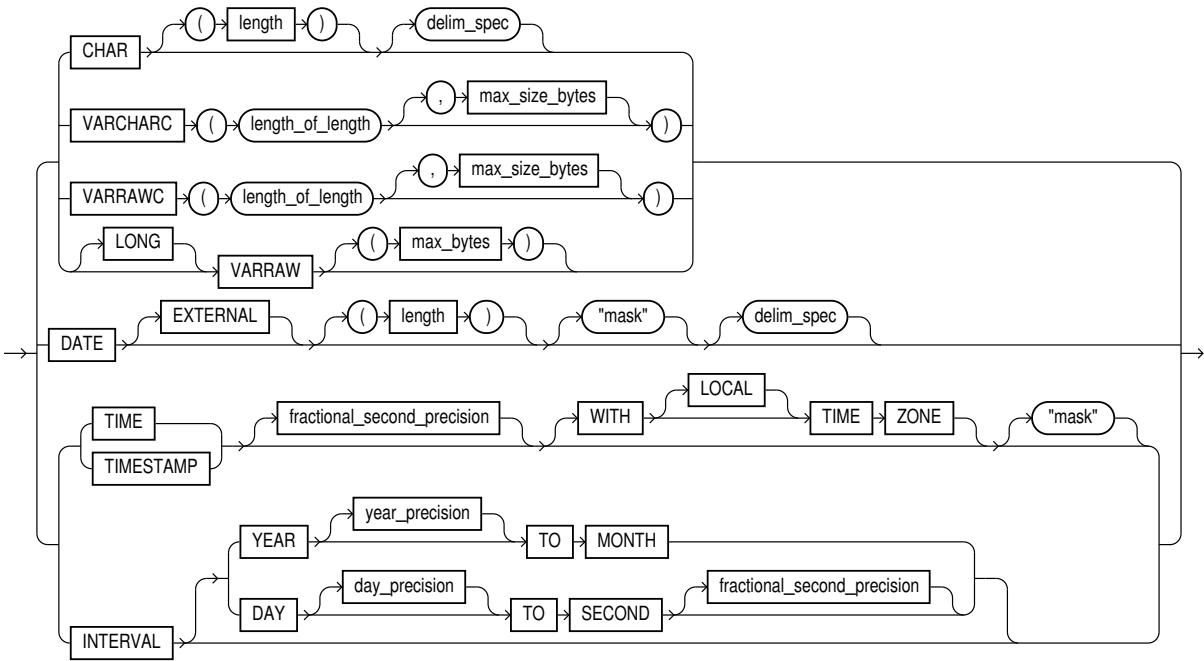 ( length ) delim_spec
CHAR
, max_size_bytes
VARCHARC ( length_of_length )
, max_size_bytes
VARRAWC ( length_of_length )
LONG ( max_bytes )
VARRAW
EXTERNAL ( length ) "mask" delim_spec
DATE
LOCAL
TIME fractional_second_precision WITH TIME ZONE "mask"
TIMESTAMP
year_precision
YEAR TO MONTH
day_precision fractional_second_precision
DAY TO SECOND
INTERVAL